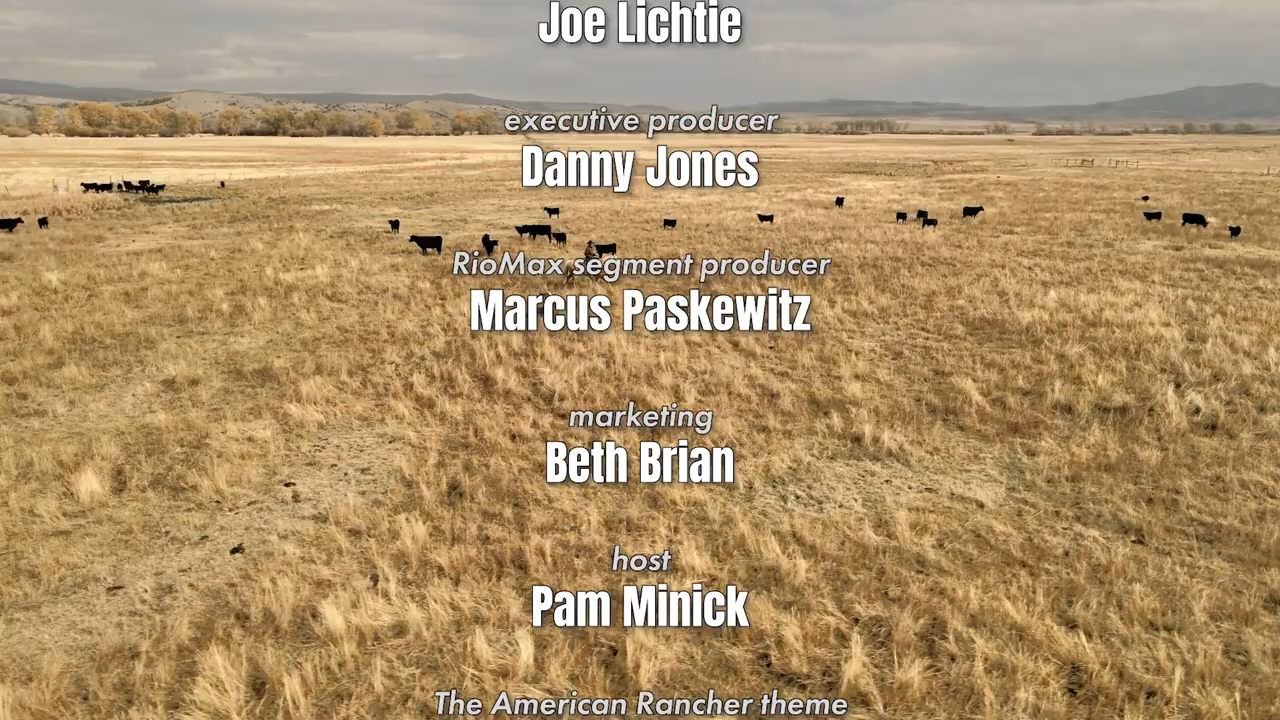 Joe Lichtie
executive producer
Danny Jones
RioMax segment producer
Marcus Paskewitz
marketing
Beth Brian
host
Pam Minick
The American Rancher theme